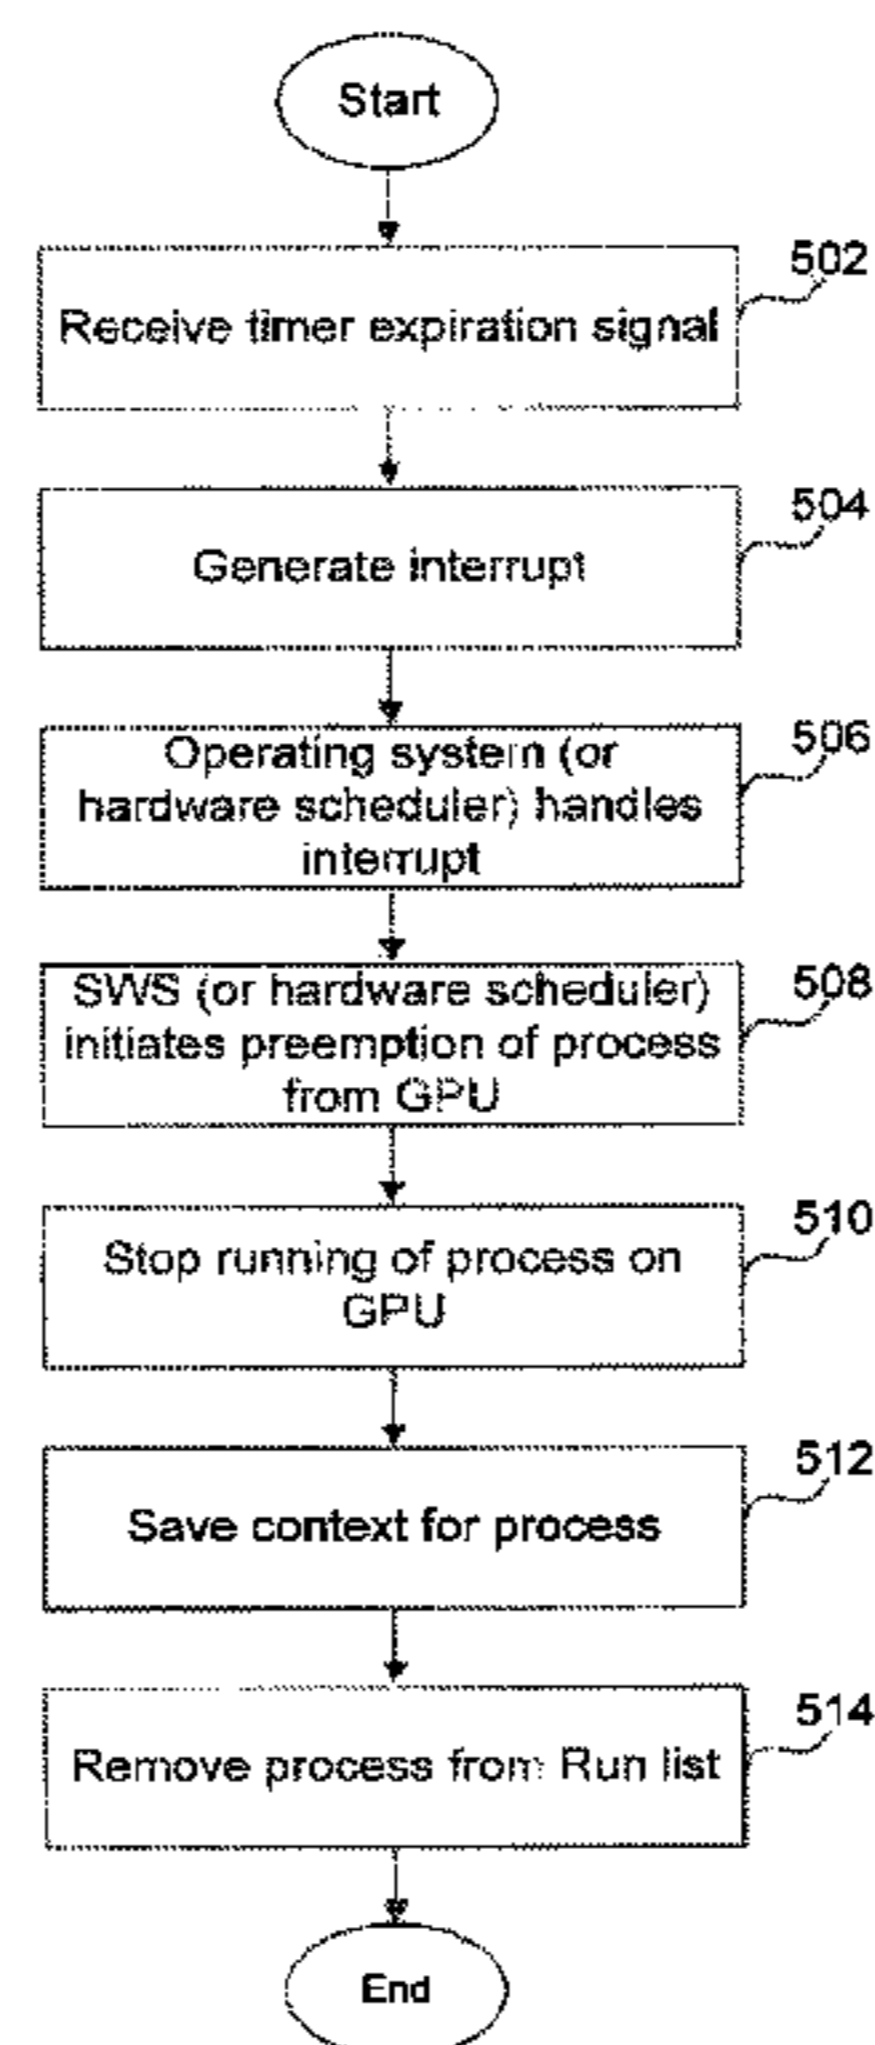 Start
502
Receive timer expiration signal
504
Generate interrupt
506
Operating system (or
hardware scheduler) handles
interrupt
508
SWS (or hardware scheduler)
initiates preemption of process
from GPU
510
Stop running of process on
GPU
512
Save context for process
514
Remove process from Run list
End